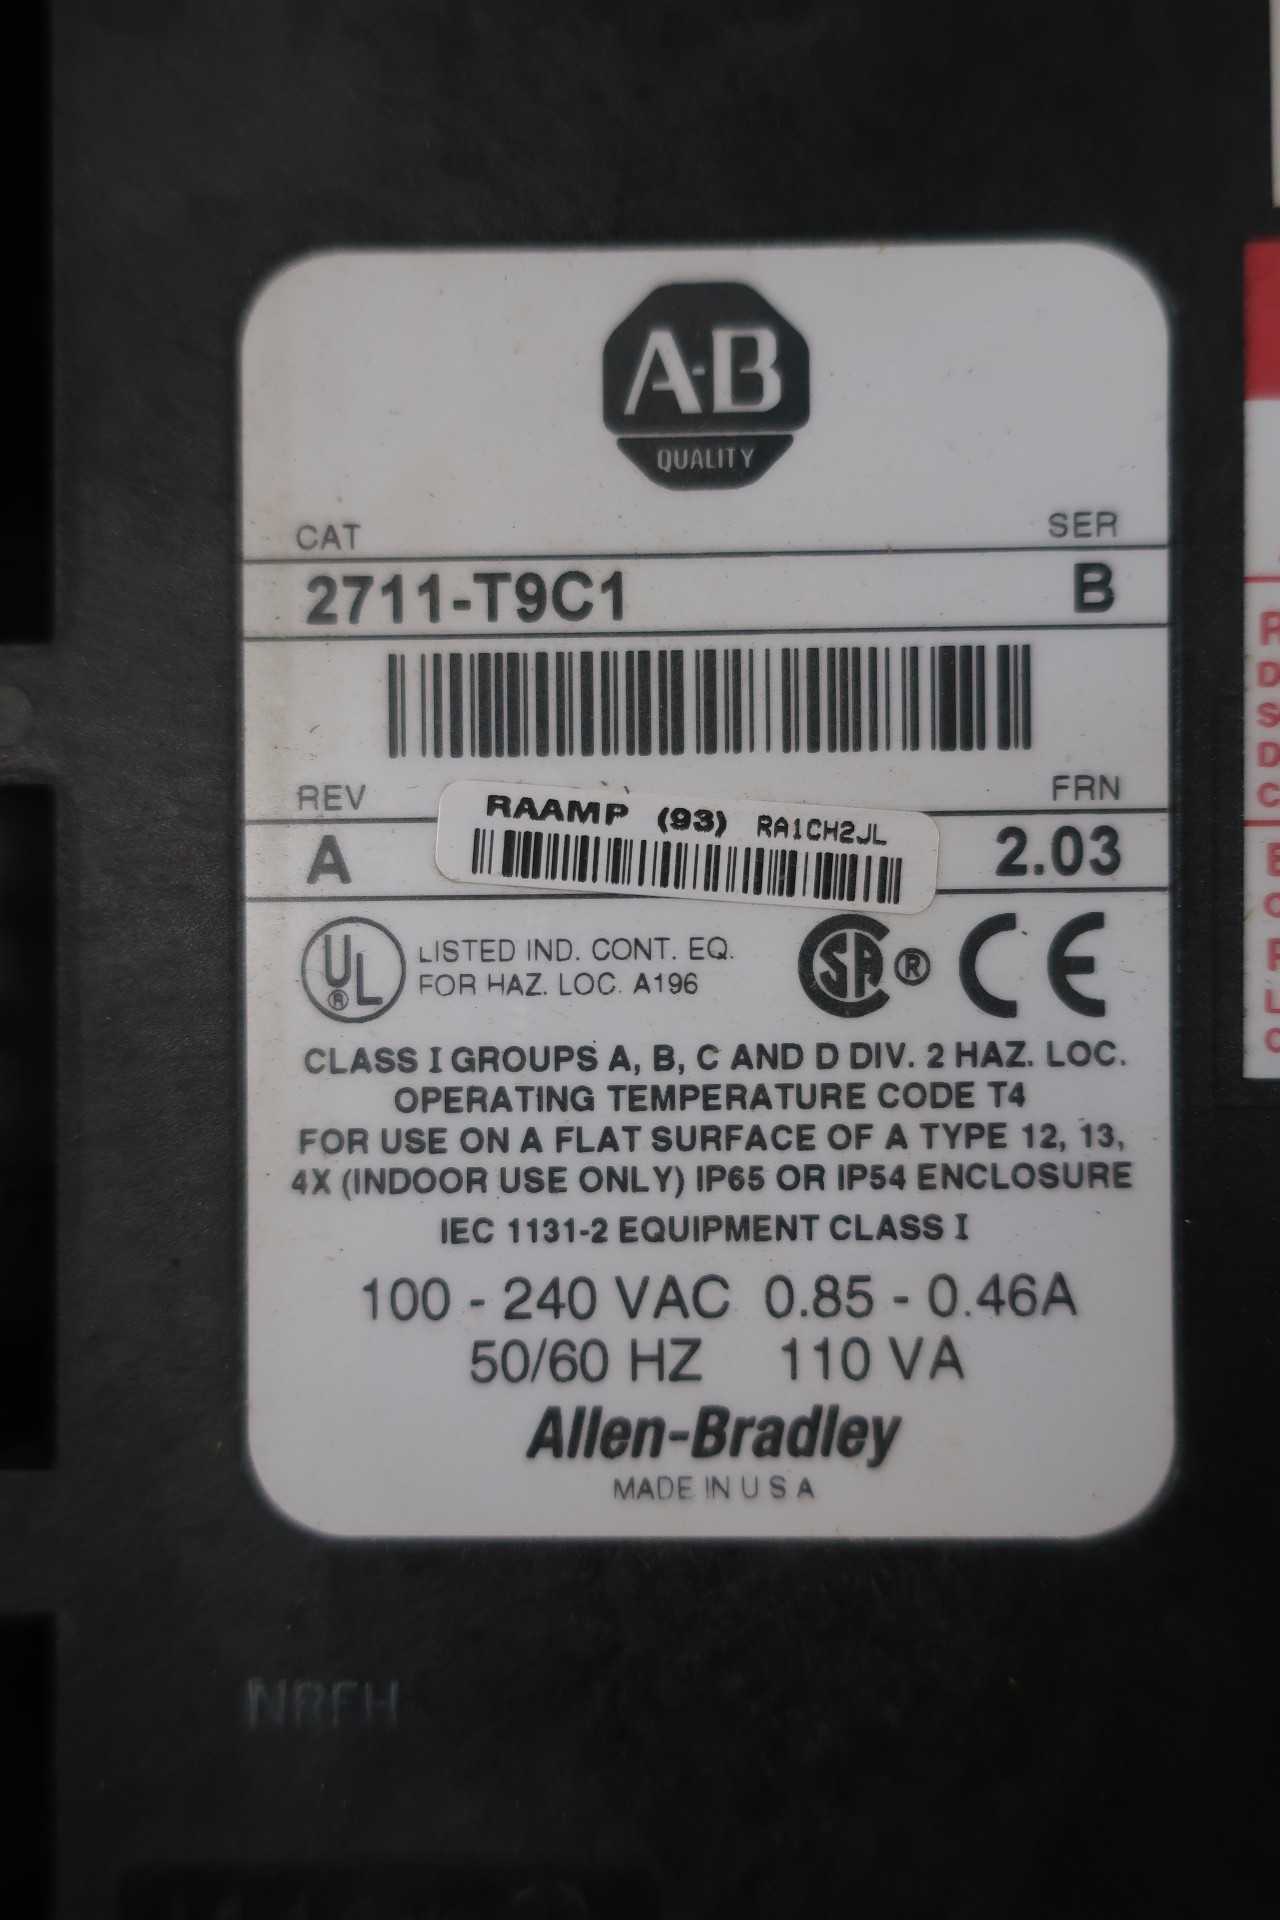 A-B
QUALITY
CAT
SER
2711-T9C1
B
REV
FRN
RAAMP (93) RA1CH2JL
A
2.03
UL
®
LISTED IND. CONT. EQ.
FOR HAZ. LOC. A196
SA ® CE
CLASS I GROUPS A, B, C AND D DIV. 2 HAZ. LOC.
OPERATING TEMPERATURE CODE T4
FOR USE ON A FLAT SURFACE OF A TYPE 12, 13,
4X (INDOOR USE ONLY) IP65 OR IP54 ENCLOSURE
IEC 1131-2 EQUIPMENT CLASS I
100 - 240 VAC 0.85 - 0.46A
50/60 HZ 110 VA
Allen-Bradley
MADE IN U S A
D
S
D
C